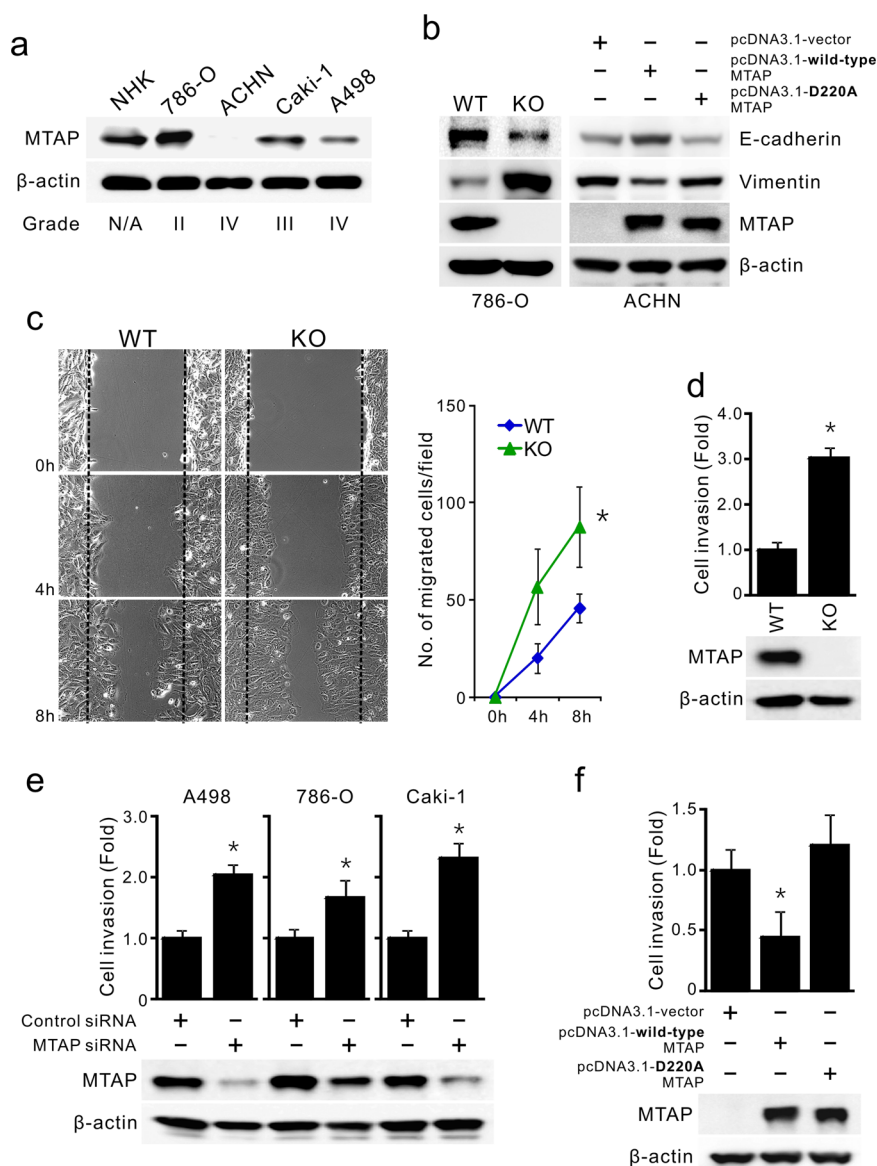 a
NHK 786-O ACHN Caki-1 A498
MTAP
β-actin
Grade N/A II IV III IV
b
+ − − pcDNA3.1-vector
− + − pcDNA3.1-wild-type MTAP
− − + pcDNA3.1-D220A MTAP
WT KO
E-cadherin
Vimentin
MTAP
β-actin
786-O ACHN
c
WT KO
0h
4h
8h
No. of migrated cells/field
150
100
50
0
0h 4h 8h
WT
KO
*
d
Cell invasion (Fold)
4.0
3.0
2.0
1.0
0
*
WT KO
MTAP
β-actin
e
A498 786-O Caki-1
Cell invasion (Fold)
3.0
2.0
1.0
0
* * *
Control siRNA + − + − + −
MTAP siRNA − + − + − +
MTAP
β-actin
f
Cell invasion (Fold)
1.5
1.0
0.5
0
*
pcDNA3.1-vector + − −
pcDNA3.1-wild-type MTAP − + −
pcDNA3.1-D220A MTAP − − +
MTAP
β-actin